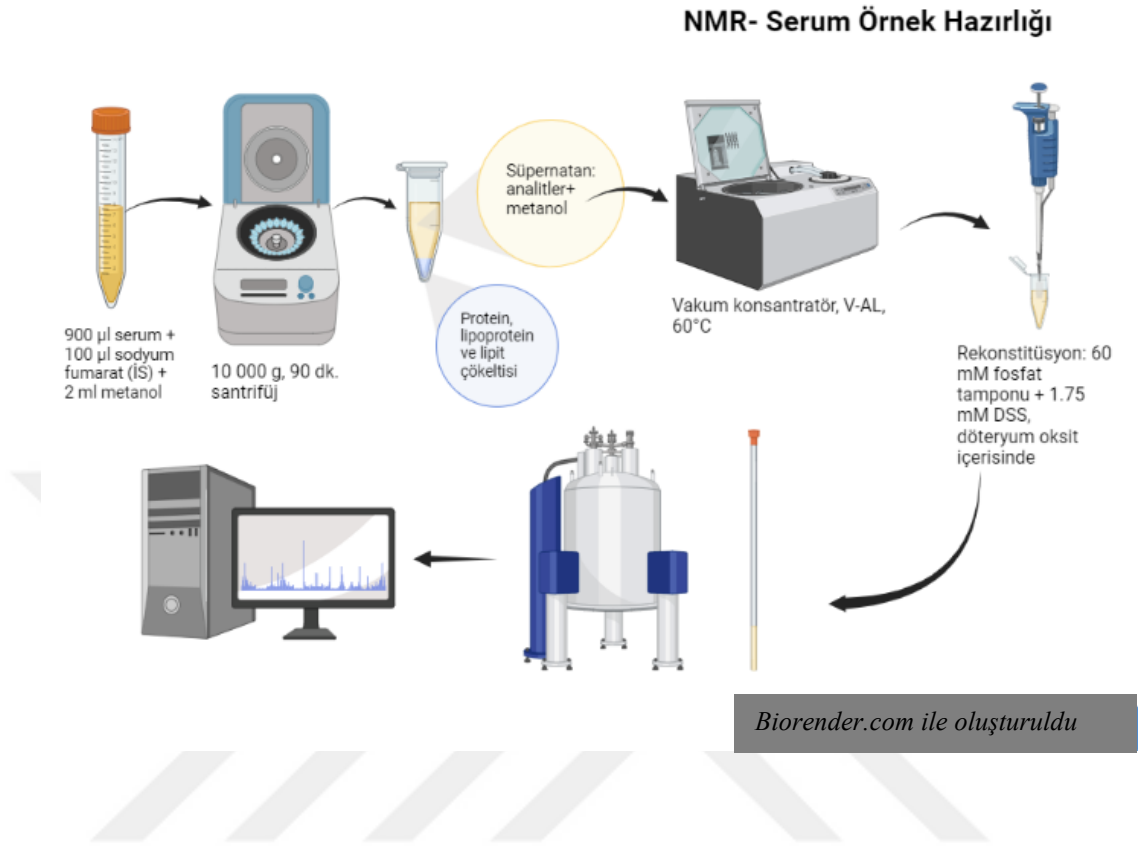 NMR- Serum Örnek Hazırlığı
900 µl serum +
100 µl sodyum
fumarat (İS) +
2 ml metanol
10 000 g, 90 dk.
santrifüj
Süpernatan:
analitler+
metanol
Protein,
lipoprotein
ve lipit
çökeltisi
Vakum konsantratör, V-AL,
60°C
Rekonstitüsyon: 60
mM fosfat
tamponu + 1.75
mM DSS,
döteryum oksit
içerisinde
Biorender.com ile oluşturuldu